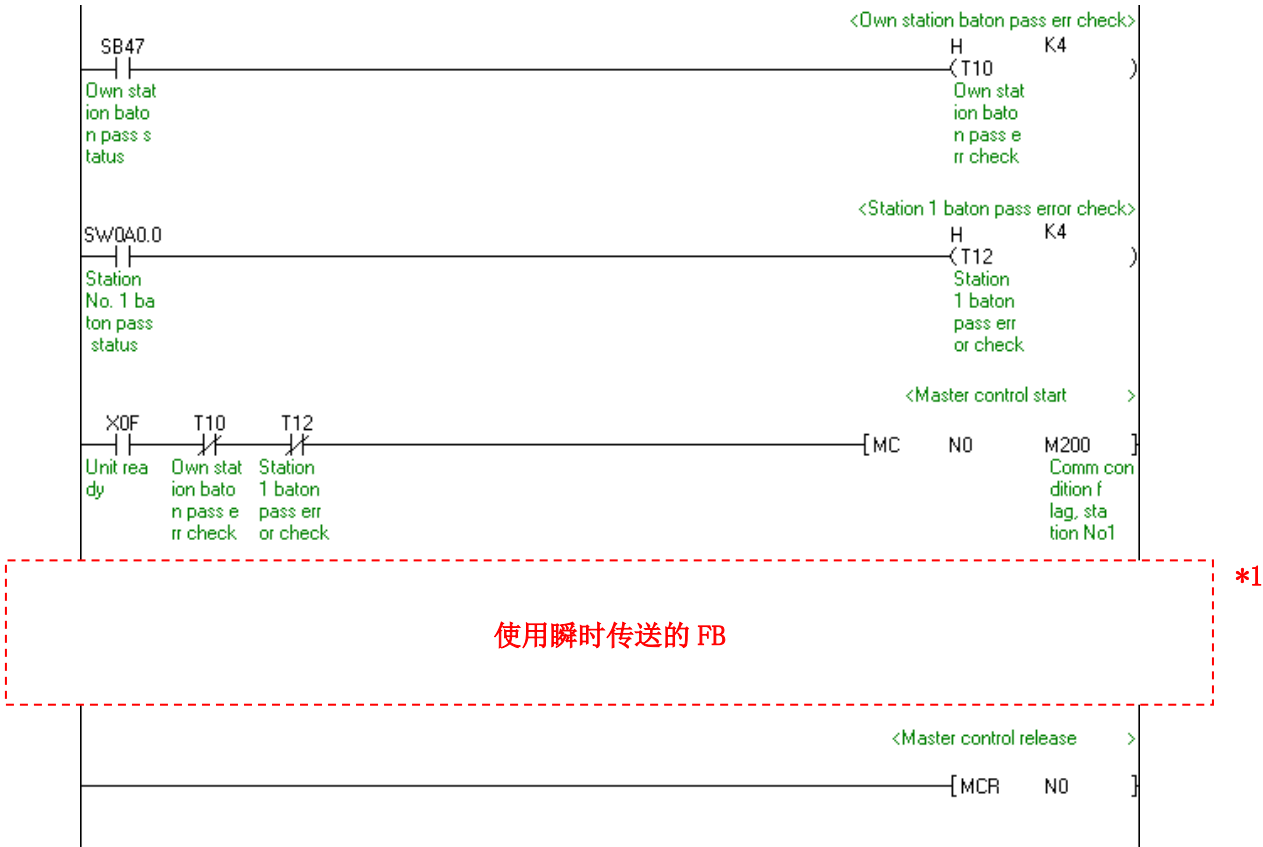 <Own station baton pass err check>
SB47 H K4
(T10 )
Own stat
ion bato
n pass s
tatus
Own stat
ion bato
n pass e
rr check
<Station 1 baton pass error check>
SW0A0.0 H K4
(T12 )
Station
No. 1 ba
ton pass
status
Station
1 baton
pass err
or check
<Master control start >
X0F T10 T12
[MC N0 M200 ]
Unit rea
dy
Own stat
ion bato
n pass e
rr check
Station
1 baton
pass err
or check
Comm con
dition f
lag, sta
tion No1
*1
使用瞬时传送的 FB
<Master control release >
[MCR N0 ]